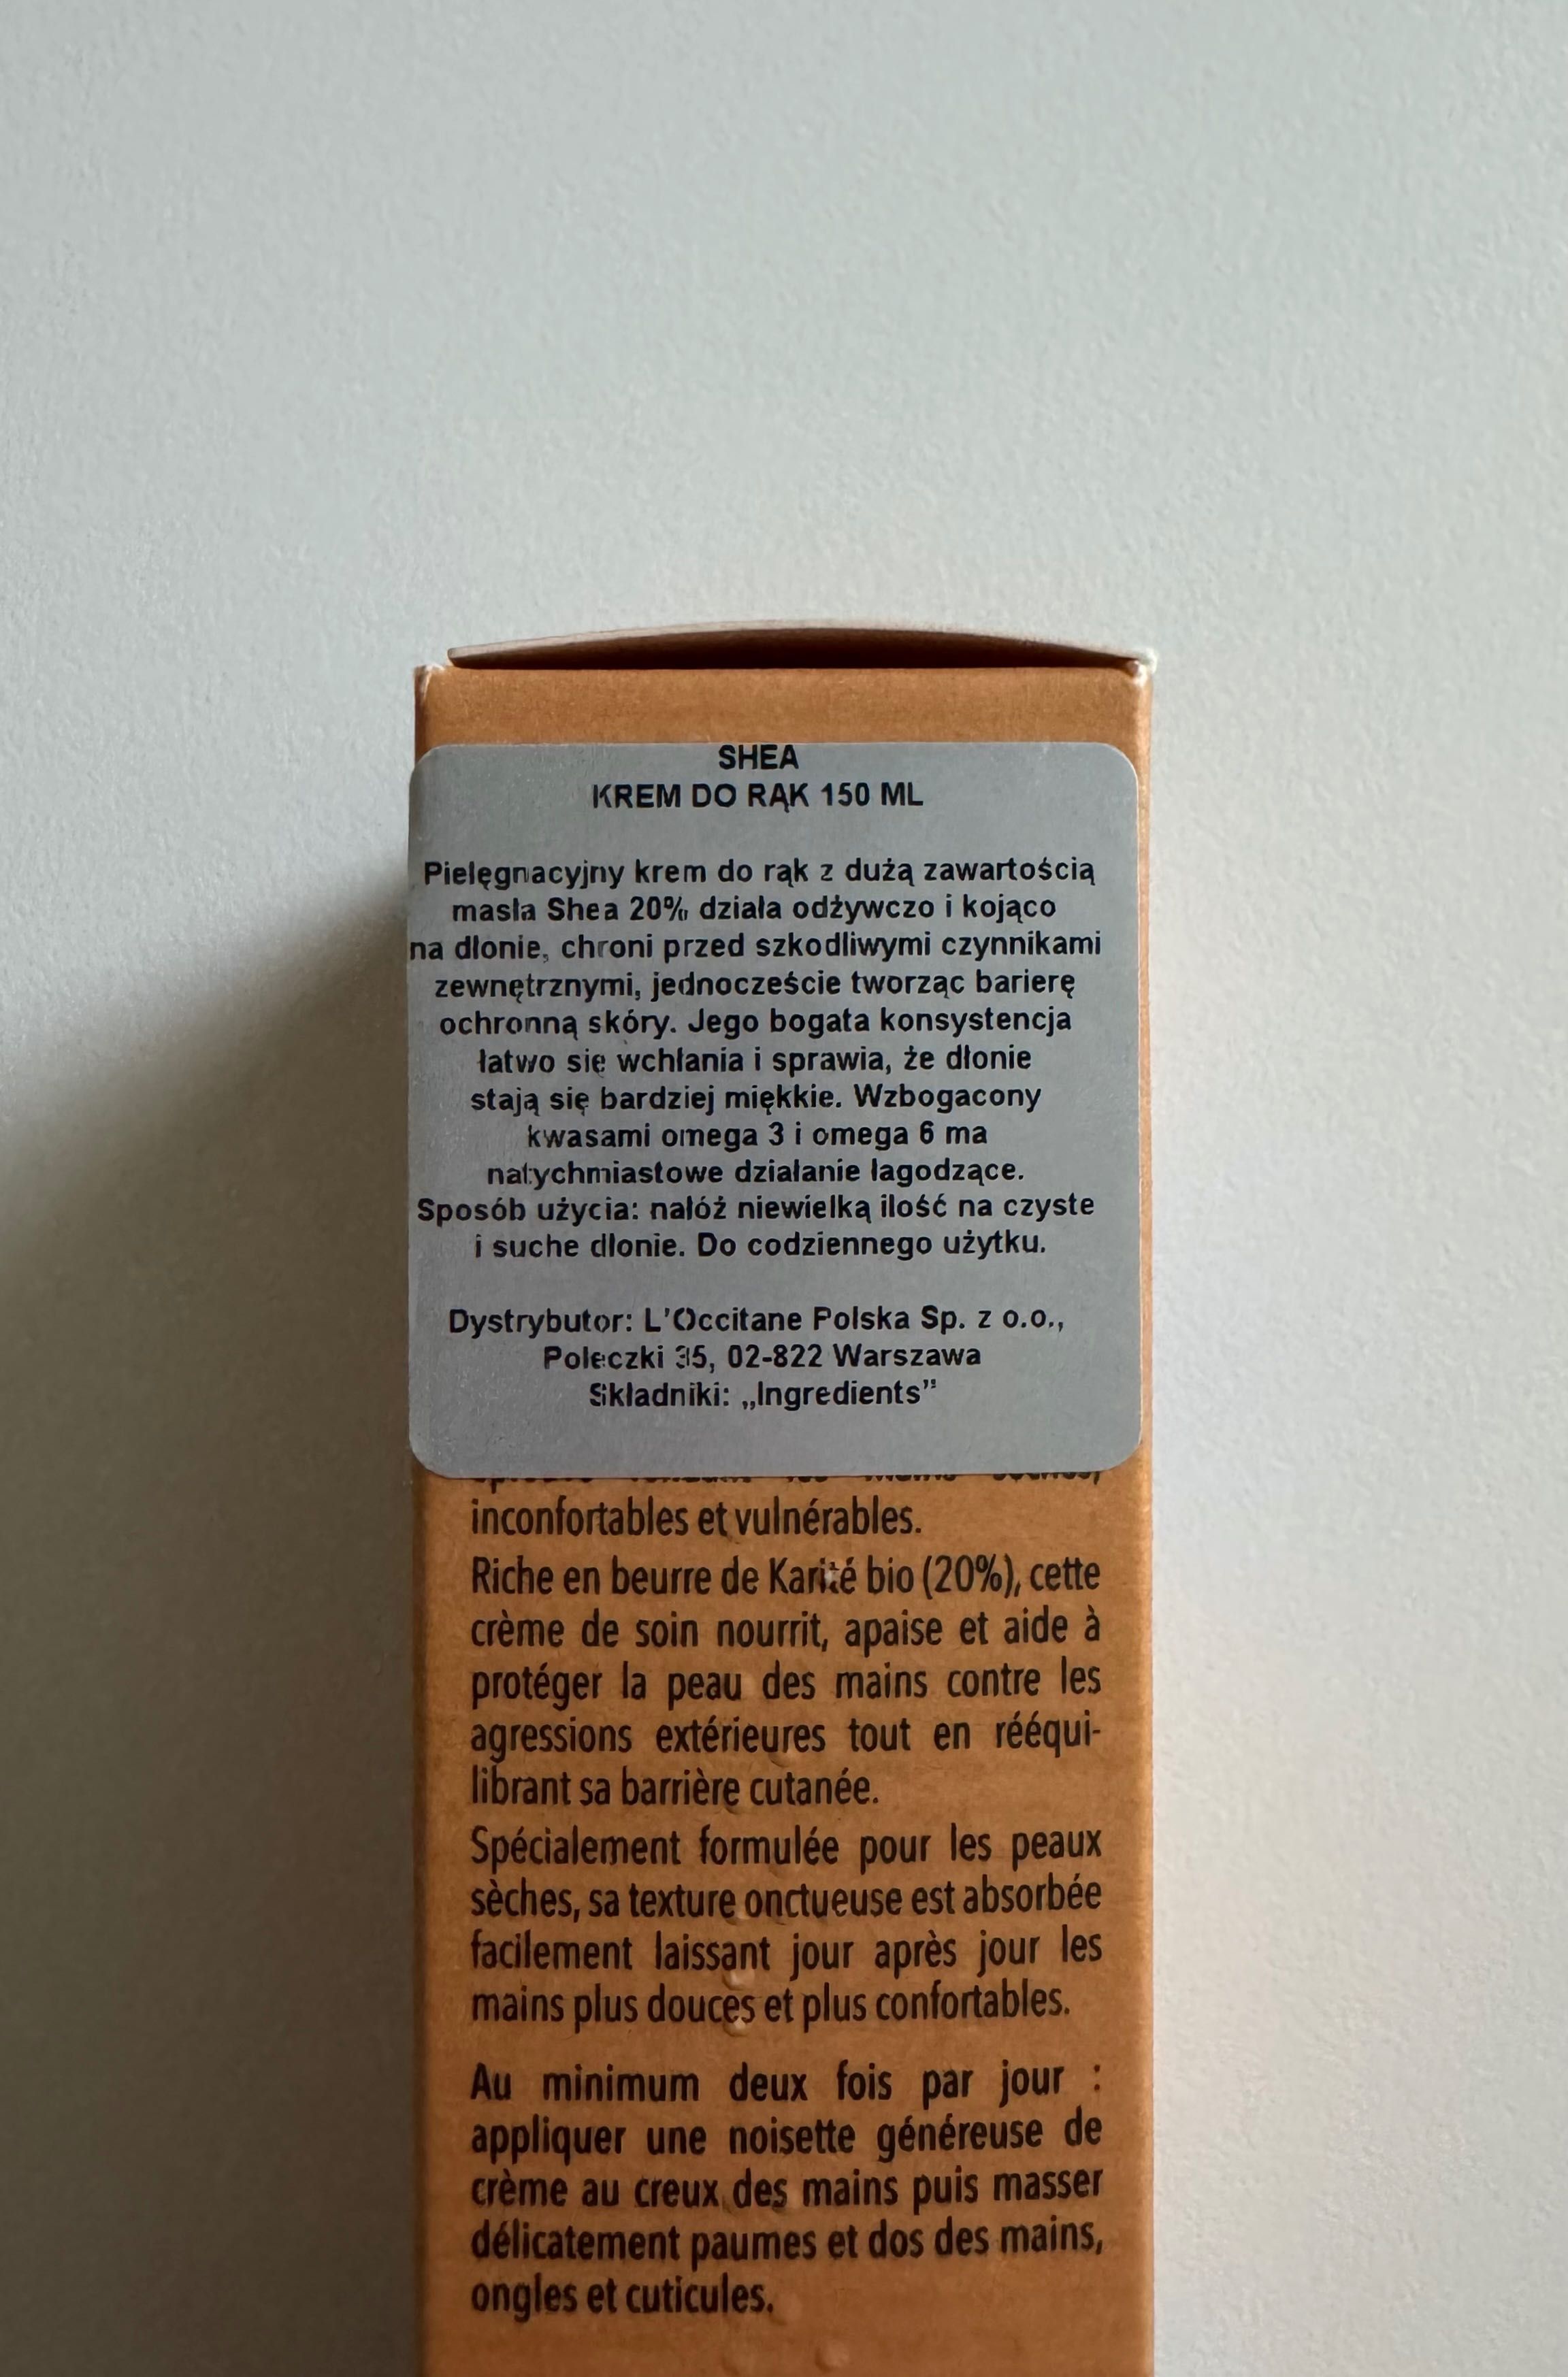 SHEA
KREM DO RĄK 150 ML
Pielęgnacyjny krem do rąk z dużą zawartością
masła Shea 20% działa odżywczo i kojąco
na dłonie, chroni przed szkodliwymi czynnikami
zewnętrznymi, jednoczeście tworząc barierę
ochronną skóry. Jego bogata konsystencja
łatwo się wchłania i sprawia, że dłonie
stają się bardziej miękkie. Wzbogacony
kwasami omega 3 i omega 6 ma
natychmiastowe działanie łagodzące.
Sposób użycia: nałóż niewielką ilość na czyste
i suche dłonie. Do codziennego użytku.
Dystrybutor: L'Occitane Polska Sp. z o.o.,
Poleczki 35, 02-822 Warszawa
Składniki: „Ingredients”
inconfortables et vulnérables.
Riche en beurre de Karité bio (20%), cette
crème de soin nourrit, apaise et aide à
protéger la peau des mains contre les
agressions extérieures tout en rééqui-
librant sa barrière cutanée.
Spécialement formulée pour les peaux
sèches, sa texture onctueuse est absorbée
facilement laissant jour après jour les
mains plus douces et plus confortables.
Au minimum deux fois par jour :
appliquer une noisette généreuse de
crème au creux des mains puis masser
délicatement paumes et dos des mains,
ongles et cuticules.